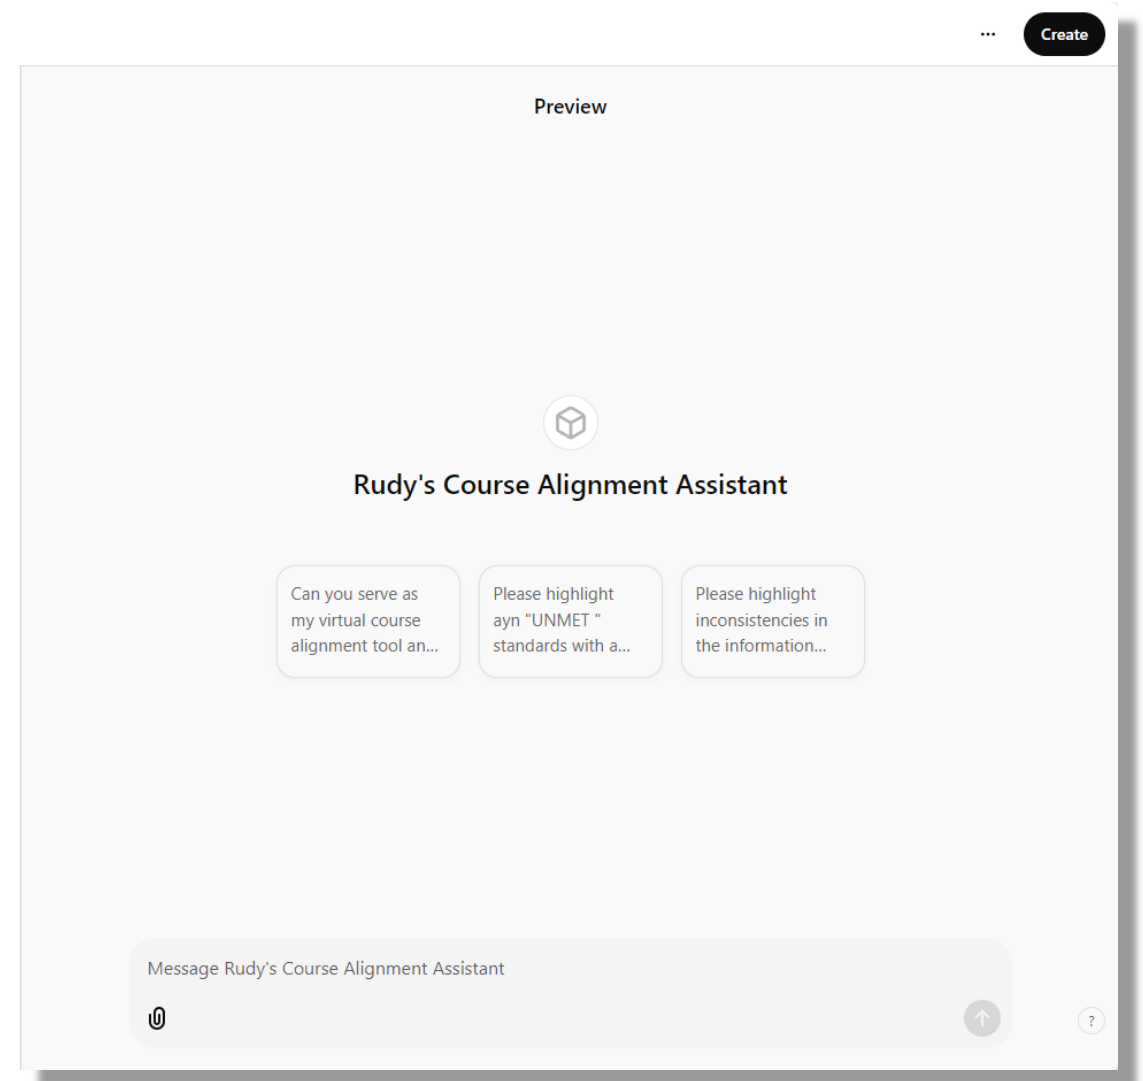 ...
Create
Preview
Rudy's Course Alignment Assistant
Can you serve as
my virtual course
alignment tool an...
Please highlight
ayn "UNMET "
standards with a...
Please highlight
inconsistencies in
the information...
Message Rudy's Course Alignment Assistant
?